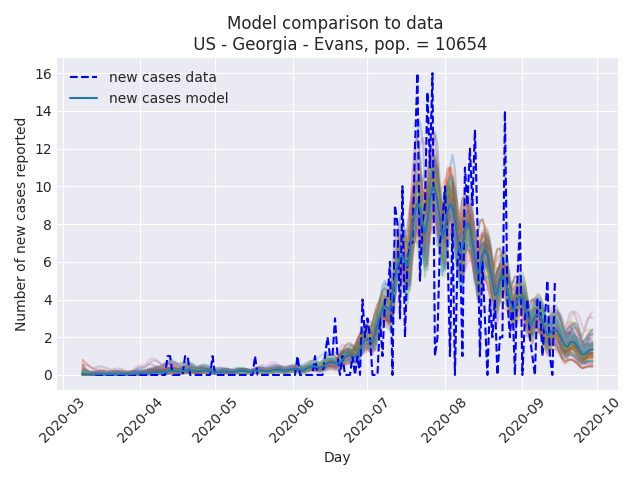 Model comparison to data
US - Georgia - Evans, pop. = 10654
new cases data
new cases model
Number of new cases reported
16
14
12
10
8
6
4
2
0
2020-03
2020-04
2020-05
2020-06
2020-07
2020-08
2020-09
2020-10
Day